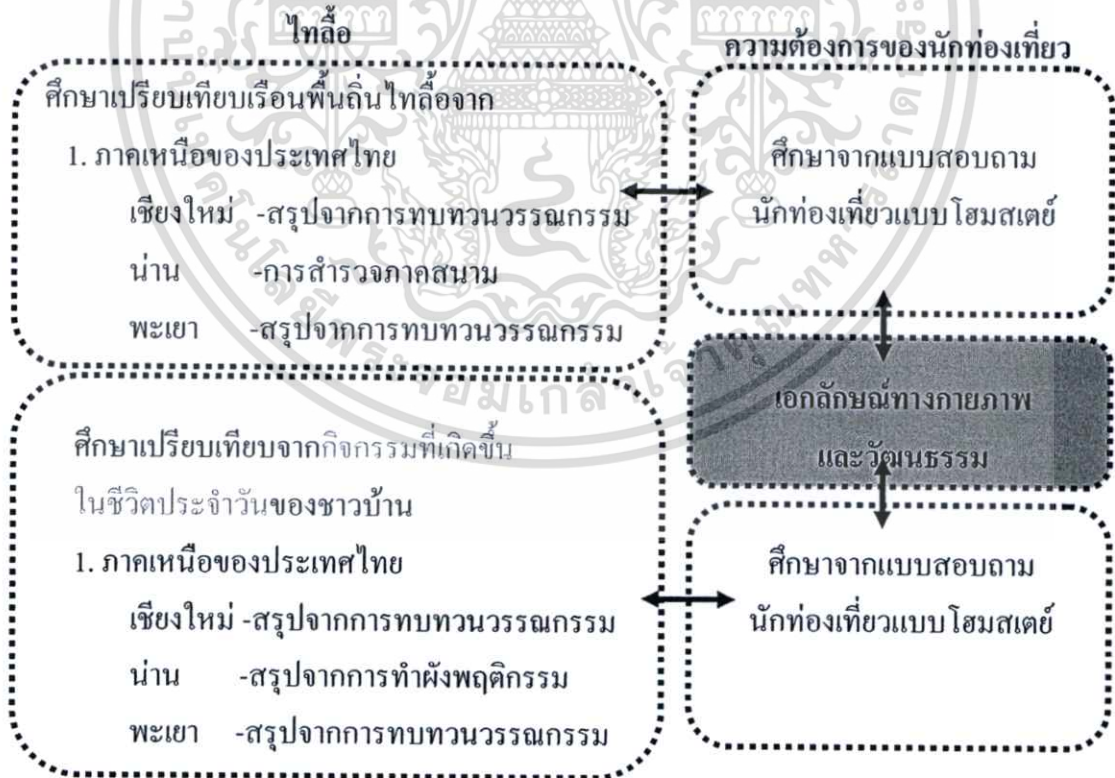 ไทลื้อ
ศึกษาเปรียบเทียบเรือนพื้นถิ่นไทลื้อจาก
1. ภาคเหนือของประเทศไทย
เชียงใหม่ -สรุปจากการทบทวนวรรณกรรม
น่าน -การสำรวจภาคสนาม
พะเยา -สรุปจากการทบทวนวรรณกรรม
ศึกษาเปรียบเทียบจากกิจกรรมที่เกิดขึ้น
ในชีวิตประจำวันของชาวบ้าน
1. ภาคเหนือของประเทศไทย
เชียงใหม่ -สรุปจากการทบทวนวรรณกรรม
น่าน -สรุปจากการทำผังพฤติกรรม
พะเยา -สรุปจากการทบทวนวรรณกรรม
ความต้องการของนักท่องเที่ยว
ศึกษาจากแบบสอบถาม
นักท่องเที่ยวแบบโฮมสเตย์
เอกลักษณ์ทางกายภาพ
และวัฒนธรรม
ศึกษาจากแบบสอบถาม
นักท่องเที่ยวแบบโฮมสเตย์